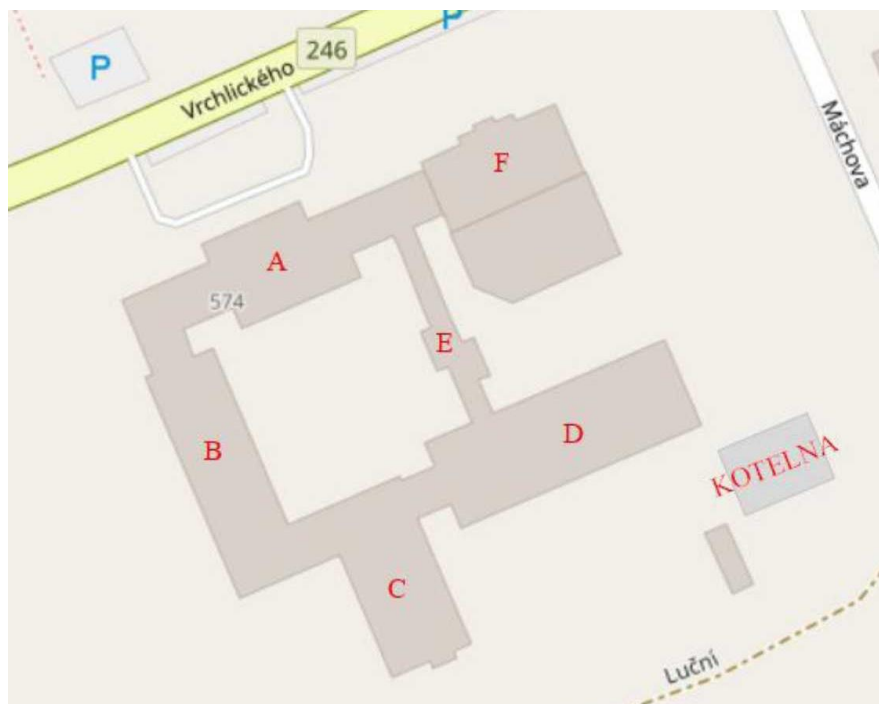 P
246
P
Vrchlického
Máchova
F
A
574
E
B
D
KOTELNA
C
Luční